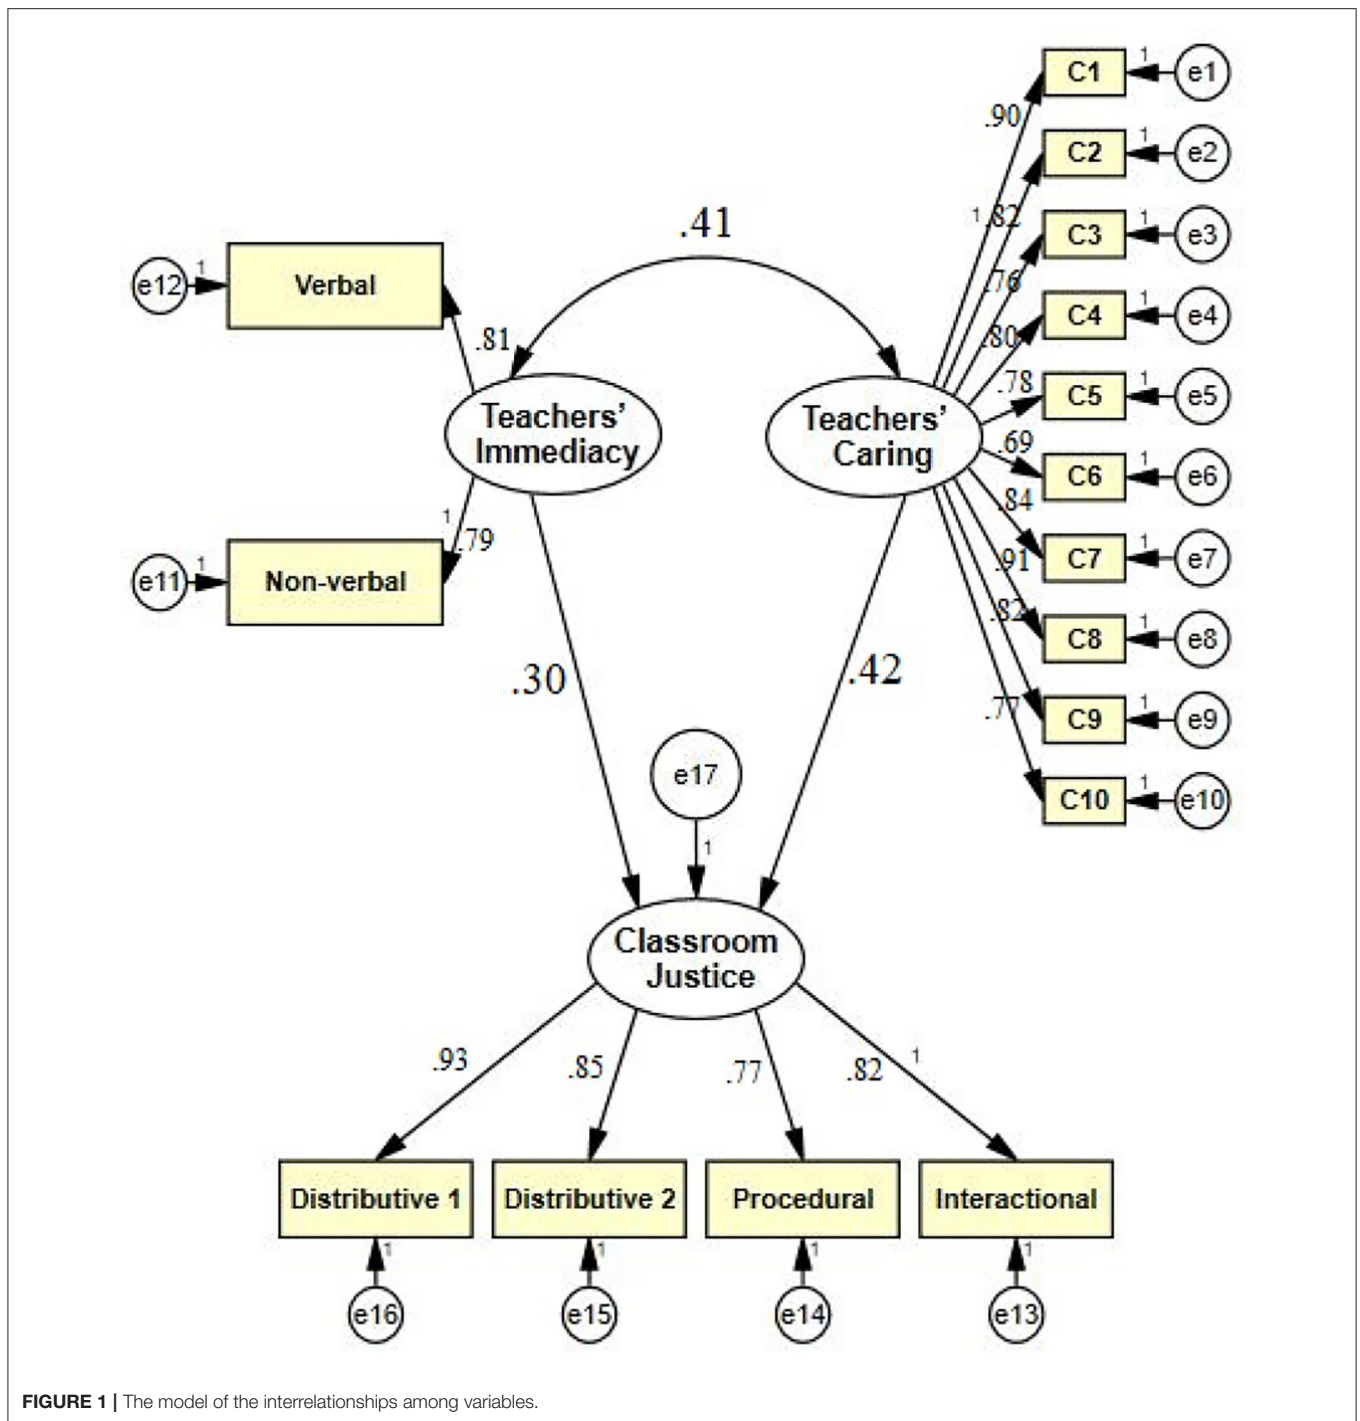 C1
1
e1
.90
C2
1
e2
1
.82
C3
1
e3
.76
C4
1
e4
.80
C5
1
e5
.78
C6
1
e6
.69
C7
1
e7
.84
C8
1
e8
.91
C9
1
e9
.82
C10
1
e10
.77
.41
e12
1
Verbal
.81
Teachers’
Immediacy
Teachers’
Caring
1
.79
e11
1
Non-verbal
.30
.42
e17
1
Classroom
Justice
.93
.85
.77
.82
1
Distributive 1
Distributive 2
Procedural
Interactional
1
1
1
1
e16
e15
e14
e13
FIGURE 1 | The model of the interrelationships among variables.